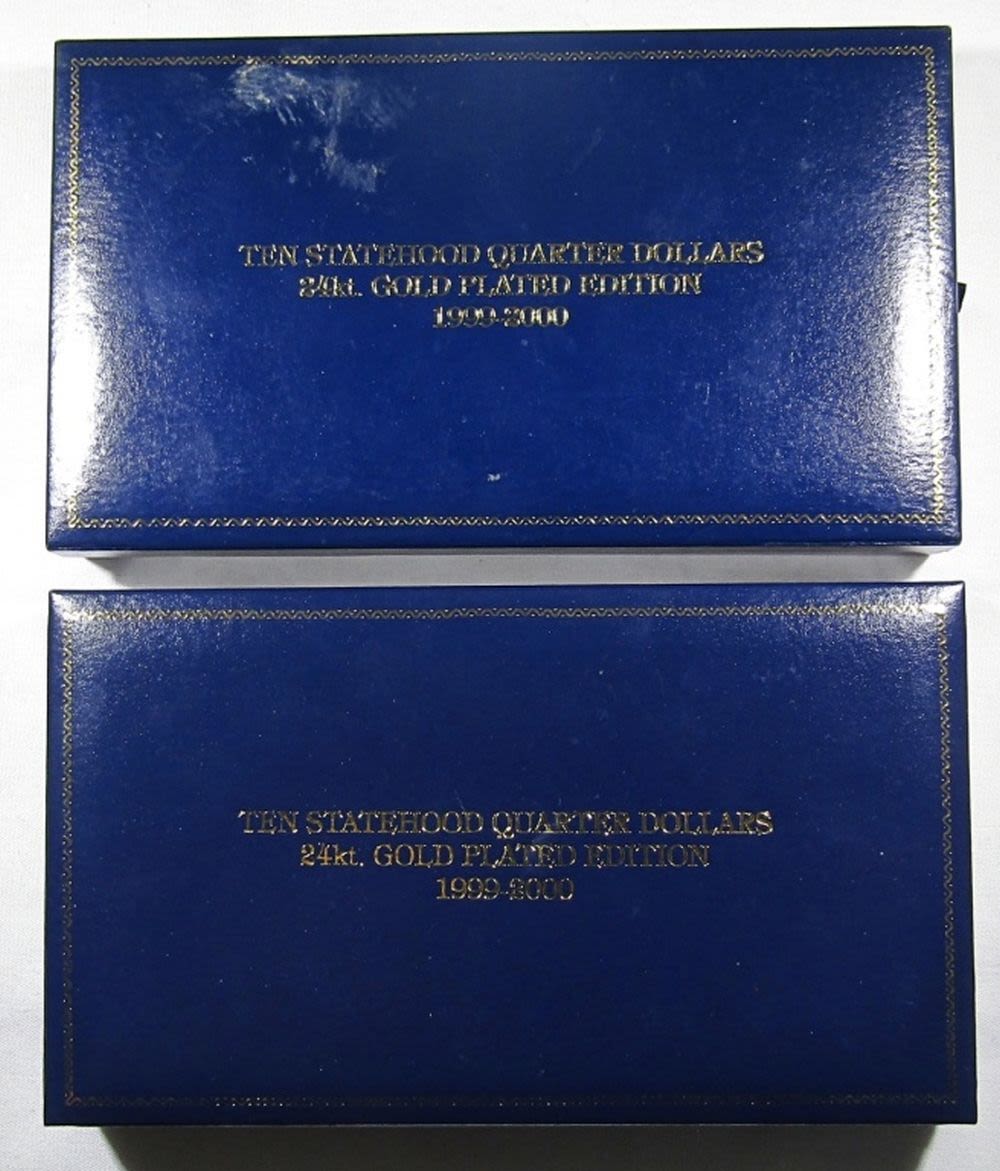 TEN STATEHOOD QUARTER DOLLARS
24kt. GOLD PLATED EDITION
1999-2000
TEN STATEHOOD QUARTER DOLLARS
24kt. GOLD PLATED EDITION
1999-2000